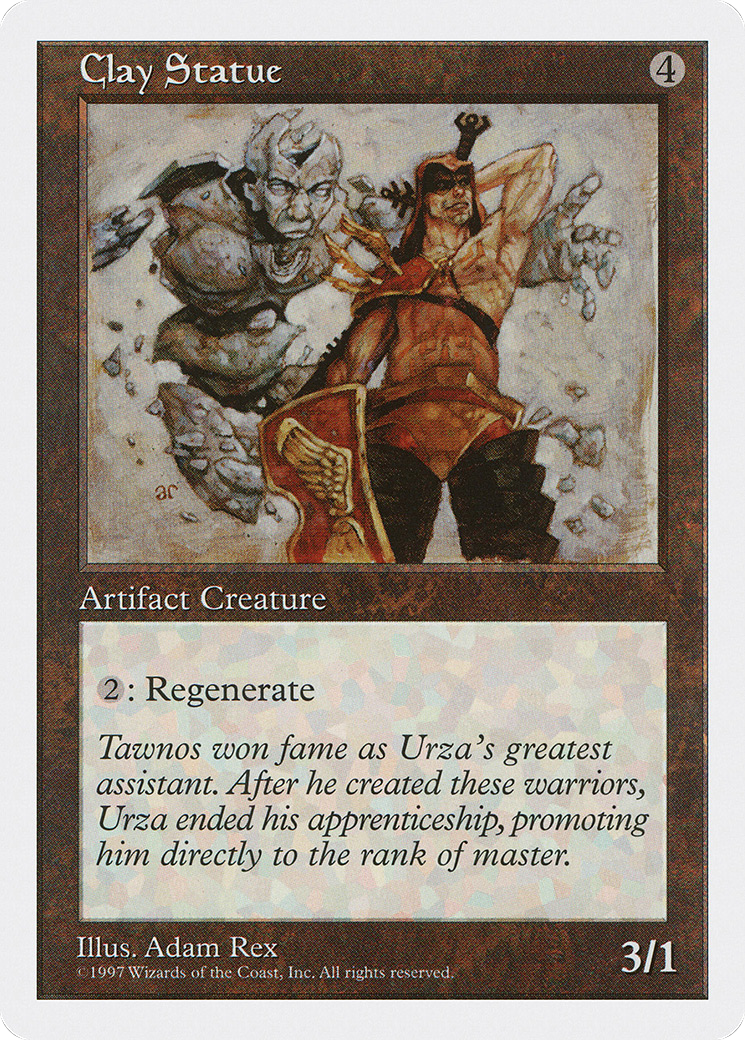 Clay Statue 4
ar
Artifact Creature
2: Regenerate
Tawnos won fame as Urza's greatest
assistant. After he created these warriors,
Urza ended his apprenticeship, promoting
him directly to the rank of master.
Illus. Adam Rex
©1997 Wizards of the Coast, Inc. All rights reserved.
3/1